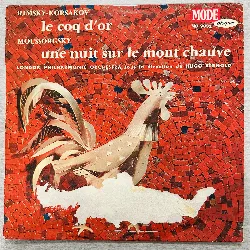 RIMSKY-KORSAKOV
MODE
le coq d'or
MOUSSORGSKY
une nuit sur le mont chauve
LONDON PHILHARMONIC ORCHESTRA sous la direction de HUGO RIGNOLD